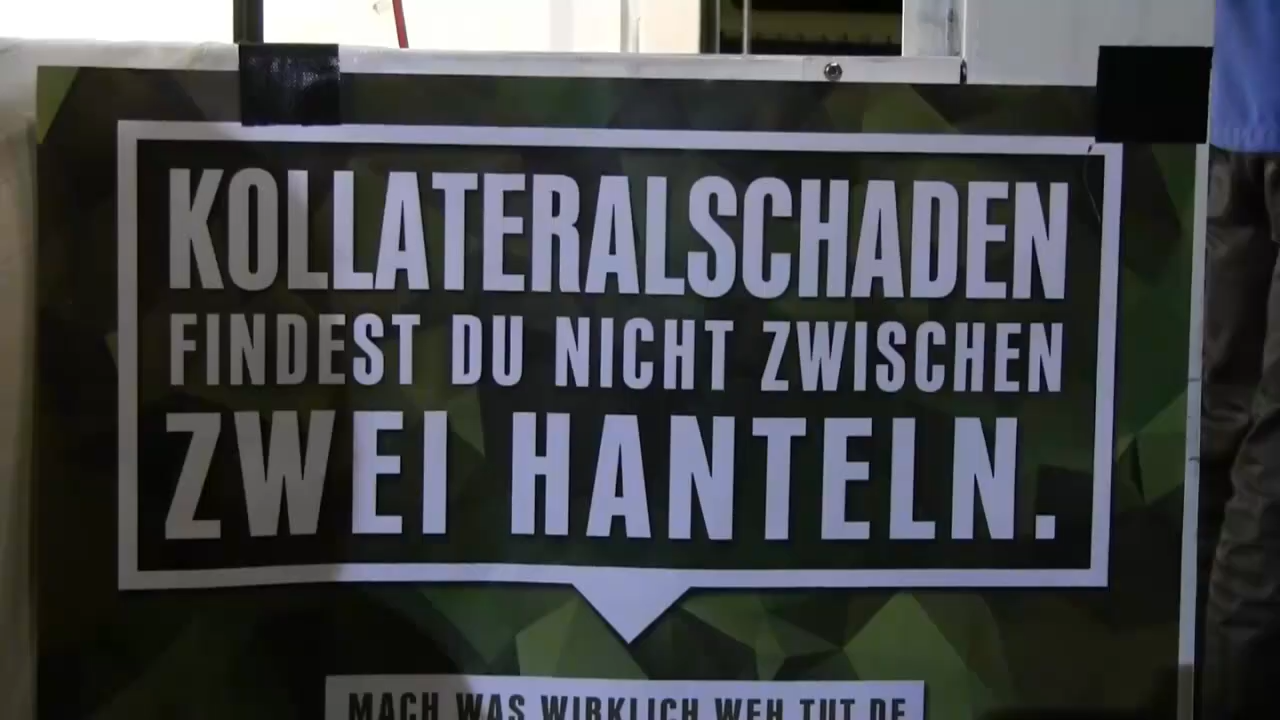 KOLLATERALSCHADEN
FINDEST DU NICHT ZWISCHEN
ZWEI HANTELN.
MACH WAS WIRKLICH WEH TUT.DE